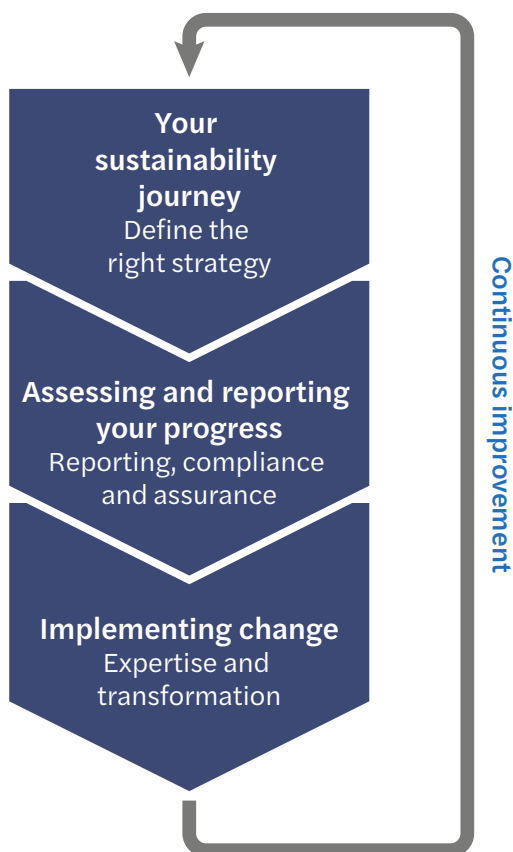 Your
sustainability
journey
Define the
right strategy
Assessing and reporting
your progress
Reporting, compliance
and assurance
Implementing change
Expertise and
transformation
Continuous improvement